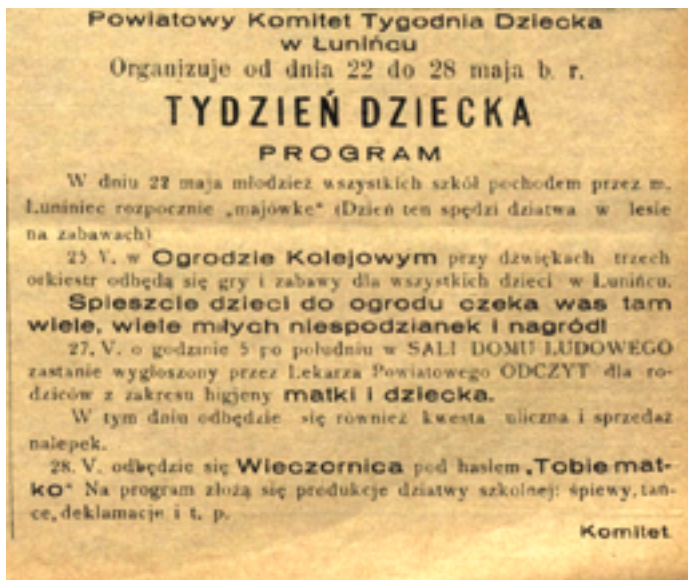 Powiatowy Komitet Tygodnia Dziecka
w Łunińcu
Organizuje od dnia 22 do 28 maja b. r.
TYDZIEŃ DZIECKA
PROGRAM
W dniu 22 maja młodzież wszystkich szkół pochodem przez m.
Łuniniec rozpocznie „majówkę" (Dzień ten spędzi dziatwa w lesie
na zabawach)
25 V. w Ogrodzie Kolejowym przy dźwiękach trzech
orkiestr odbędą się gry i zabawy dla wszystkich dzieci w Łunińcu.
Spieszcie dzieci do ogrodu czeka was tam
wiele, wiele miłych niespodzianek i nagród!
27. V. o godzinie 5 po południu w SALI DOMU LUDOWEGO
zastanie wygłoszony przez Lekarza Powiatowego ODCZYT dla ro-
dziców z zakresu higjeny matki i dziecka.
W tym dniu odbędzie się również kwesta uliczna i sprzedaż
nalepek.
28. V. odbędzie się Wieczornica pod hasłem „Tobie mat-
ko" Na program złożą się produkcje dziatwy szkolnej: śpiewy, tań-
ce, deklamacje i t. p.
Komitet